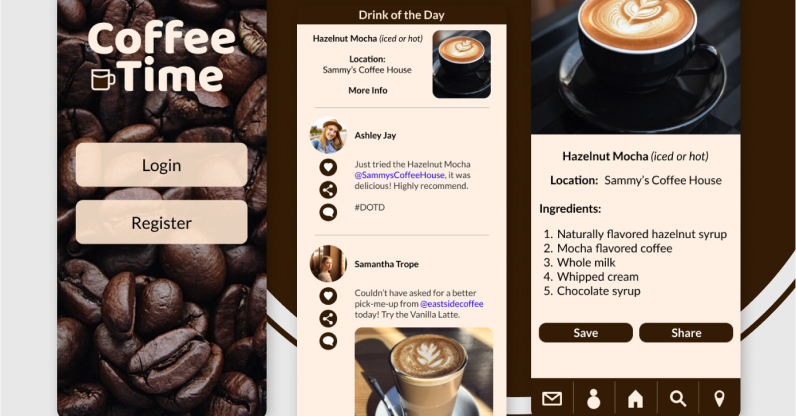 Coffee
Time
Login
Register
Drink of the Day
Hazelnut Mocha (iced or hot)
Location:
Sammy's Coffee House
More Info
Ashley Jay
Just tried the Hazelnut Mocha
@SammysCoffeeHouse, it was
delicious! Highly recommend.
#DOTD
Samantha Trope
Couldn't have asked for a better
pick-me-up from @eastsidecoffee
today! Try the Vanilla Latte.
Hazelnut Mocha (iced or hot)
Location: Sammy's Coffee House
Ingredients:
1. Naturally flavored hazelnut syrup
2. Mocha flavored coffee
3. Whole milk
4. Whipped cream
5. Chocolate syrup
Save
Share